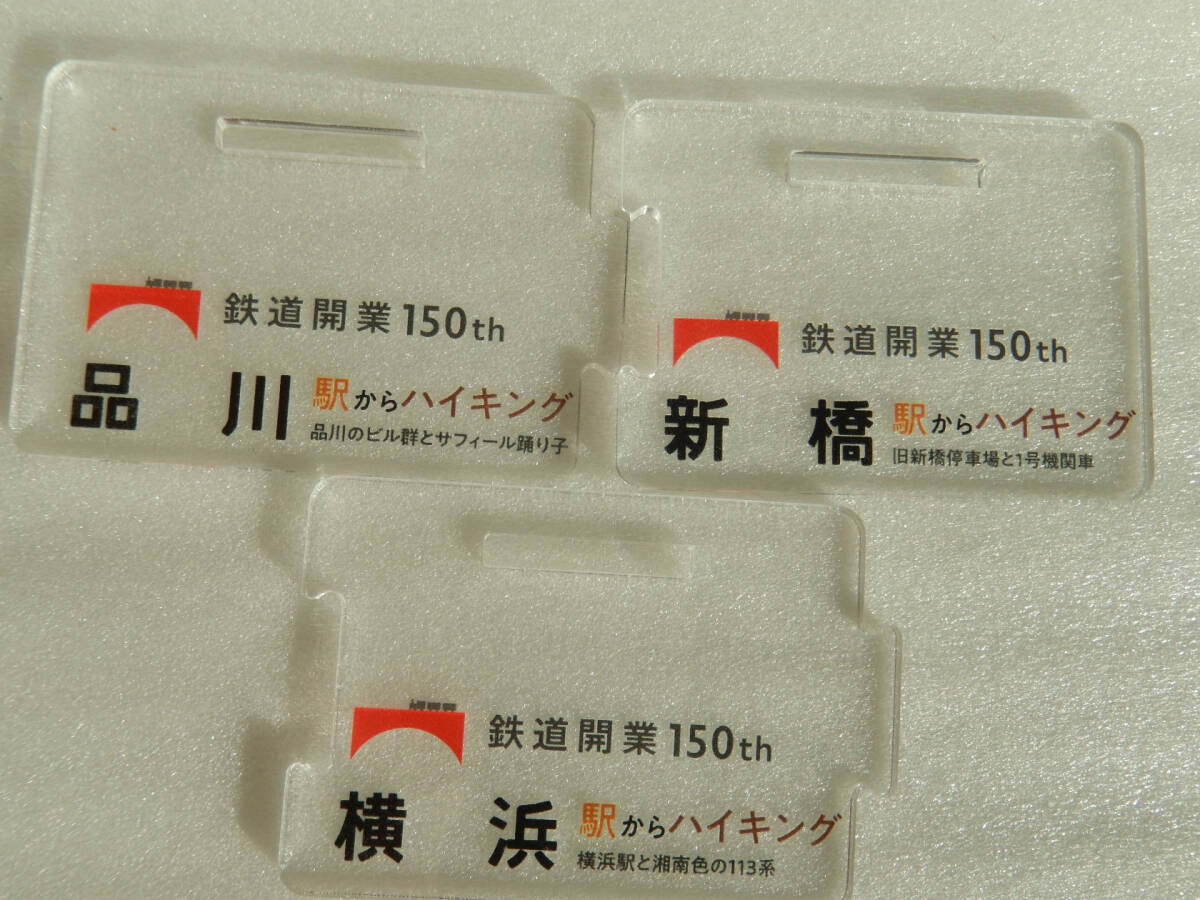 鉄道開業150th
品川 駅からハイキング
品川のビル群とサフィール踊り子
鉄道開業150th
新橋 駅からハイキング
旧新橋停車場と1号機関車
鉄道開業150th
横浜 駅からハイキング
横浜駅と湘南色の113系